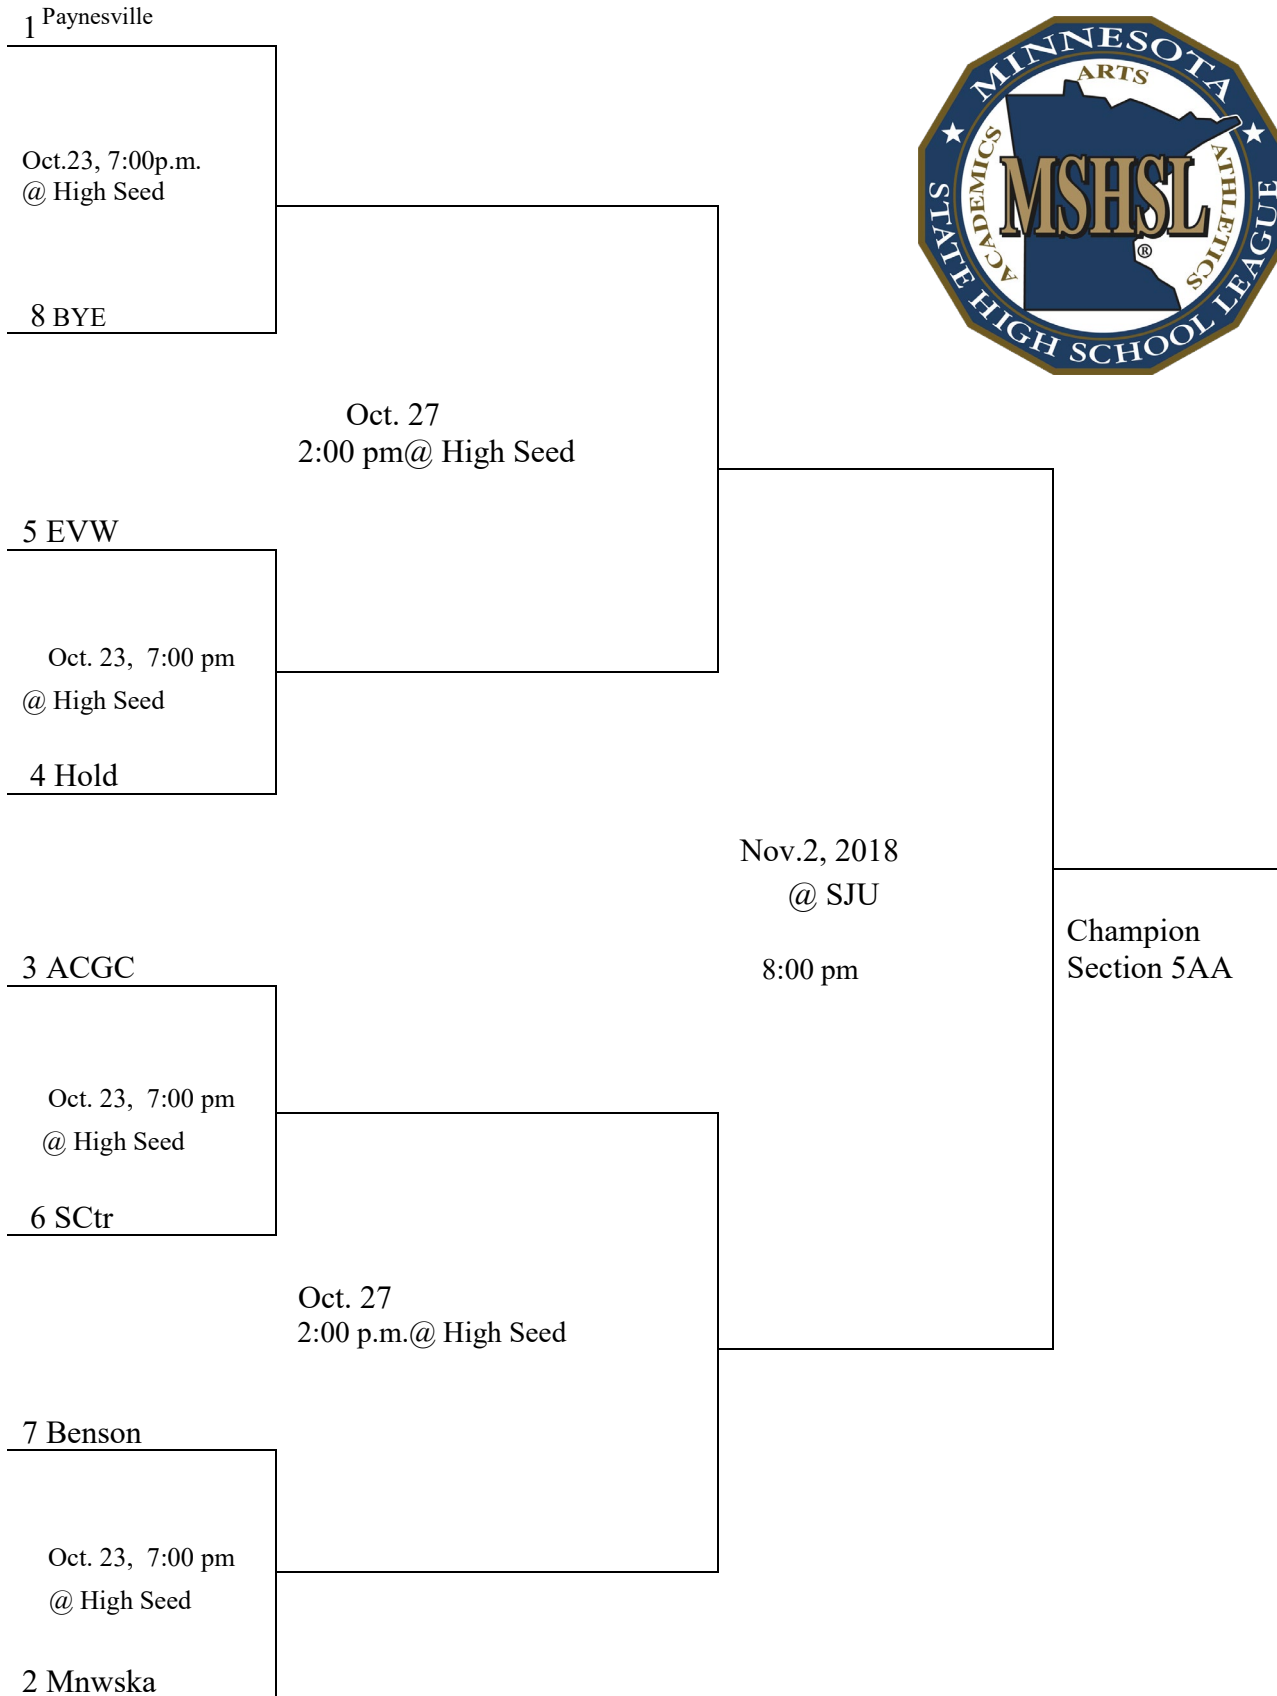 1 Paynesville
MINNESOTA
STATE HIGH SCHOOL LEAGUE
ARTS
ACADEMICS
ATHLETICS
MSHSL
®
Oct.23, 7:00p.m.
@ High Seed
8 BYE
Oct. 27
2:00 pm@ High Seed
5 EVW
Oct. 23, 7:00 pm
@ High Seed
4 Hold
Nov.2, 2018
@ SJU
8:00 pm
Champion
Section 5AA
3 ACGC
Oct. 23, 7:00 pm
@ High Seed
6 SCtr
Oct. 27
2:00 p.m.@ High Seed
7 Benson
Oct. 23, 7:00 pm
@ High Seed
2 Mnwska